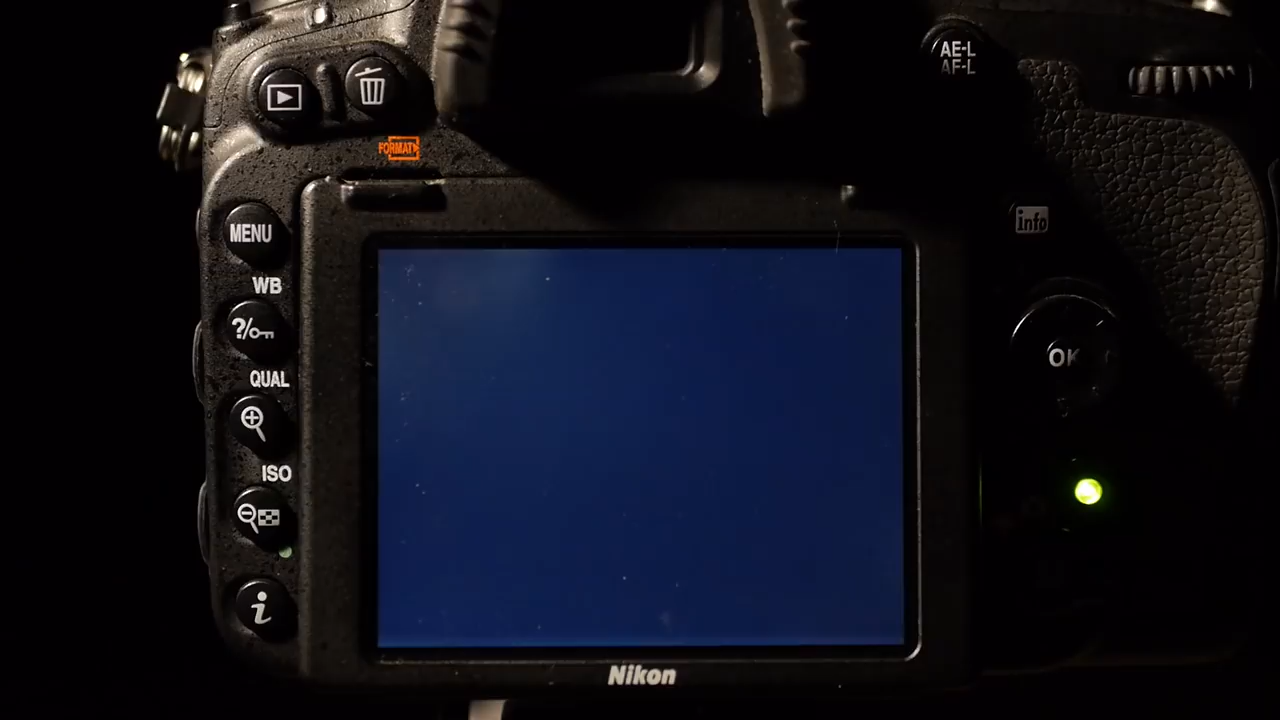 AE-L
AF-L
FORMAT
MENU
info
WB
?/
QUAL
OK
ISO
i
Nikon